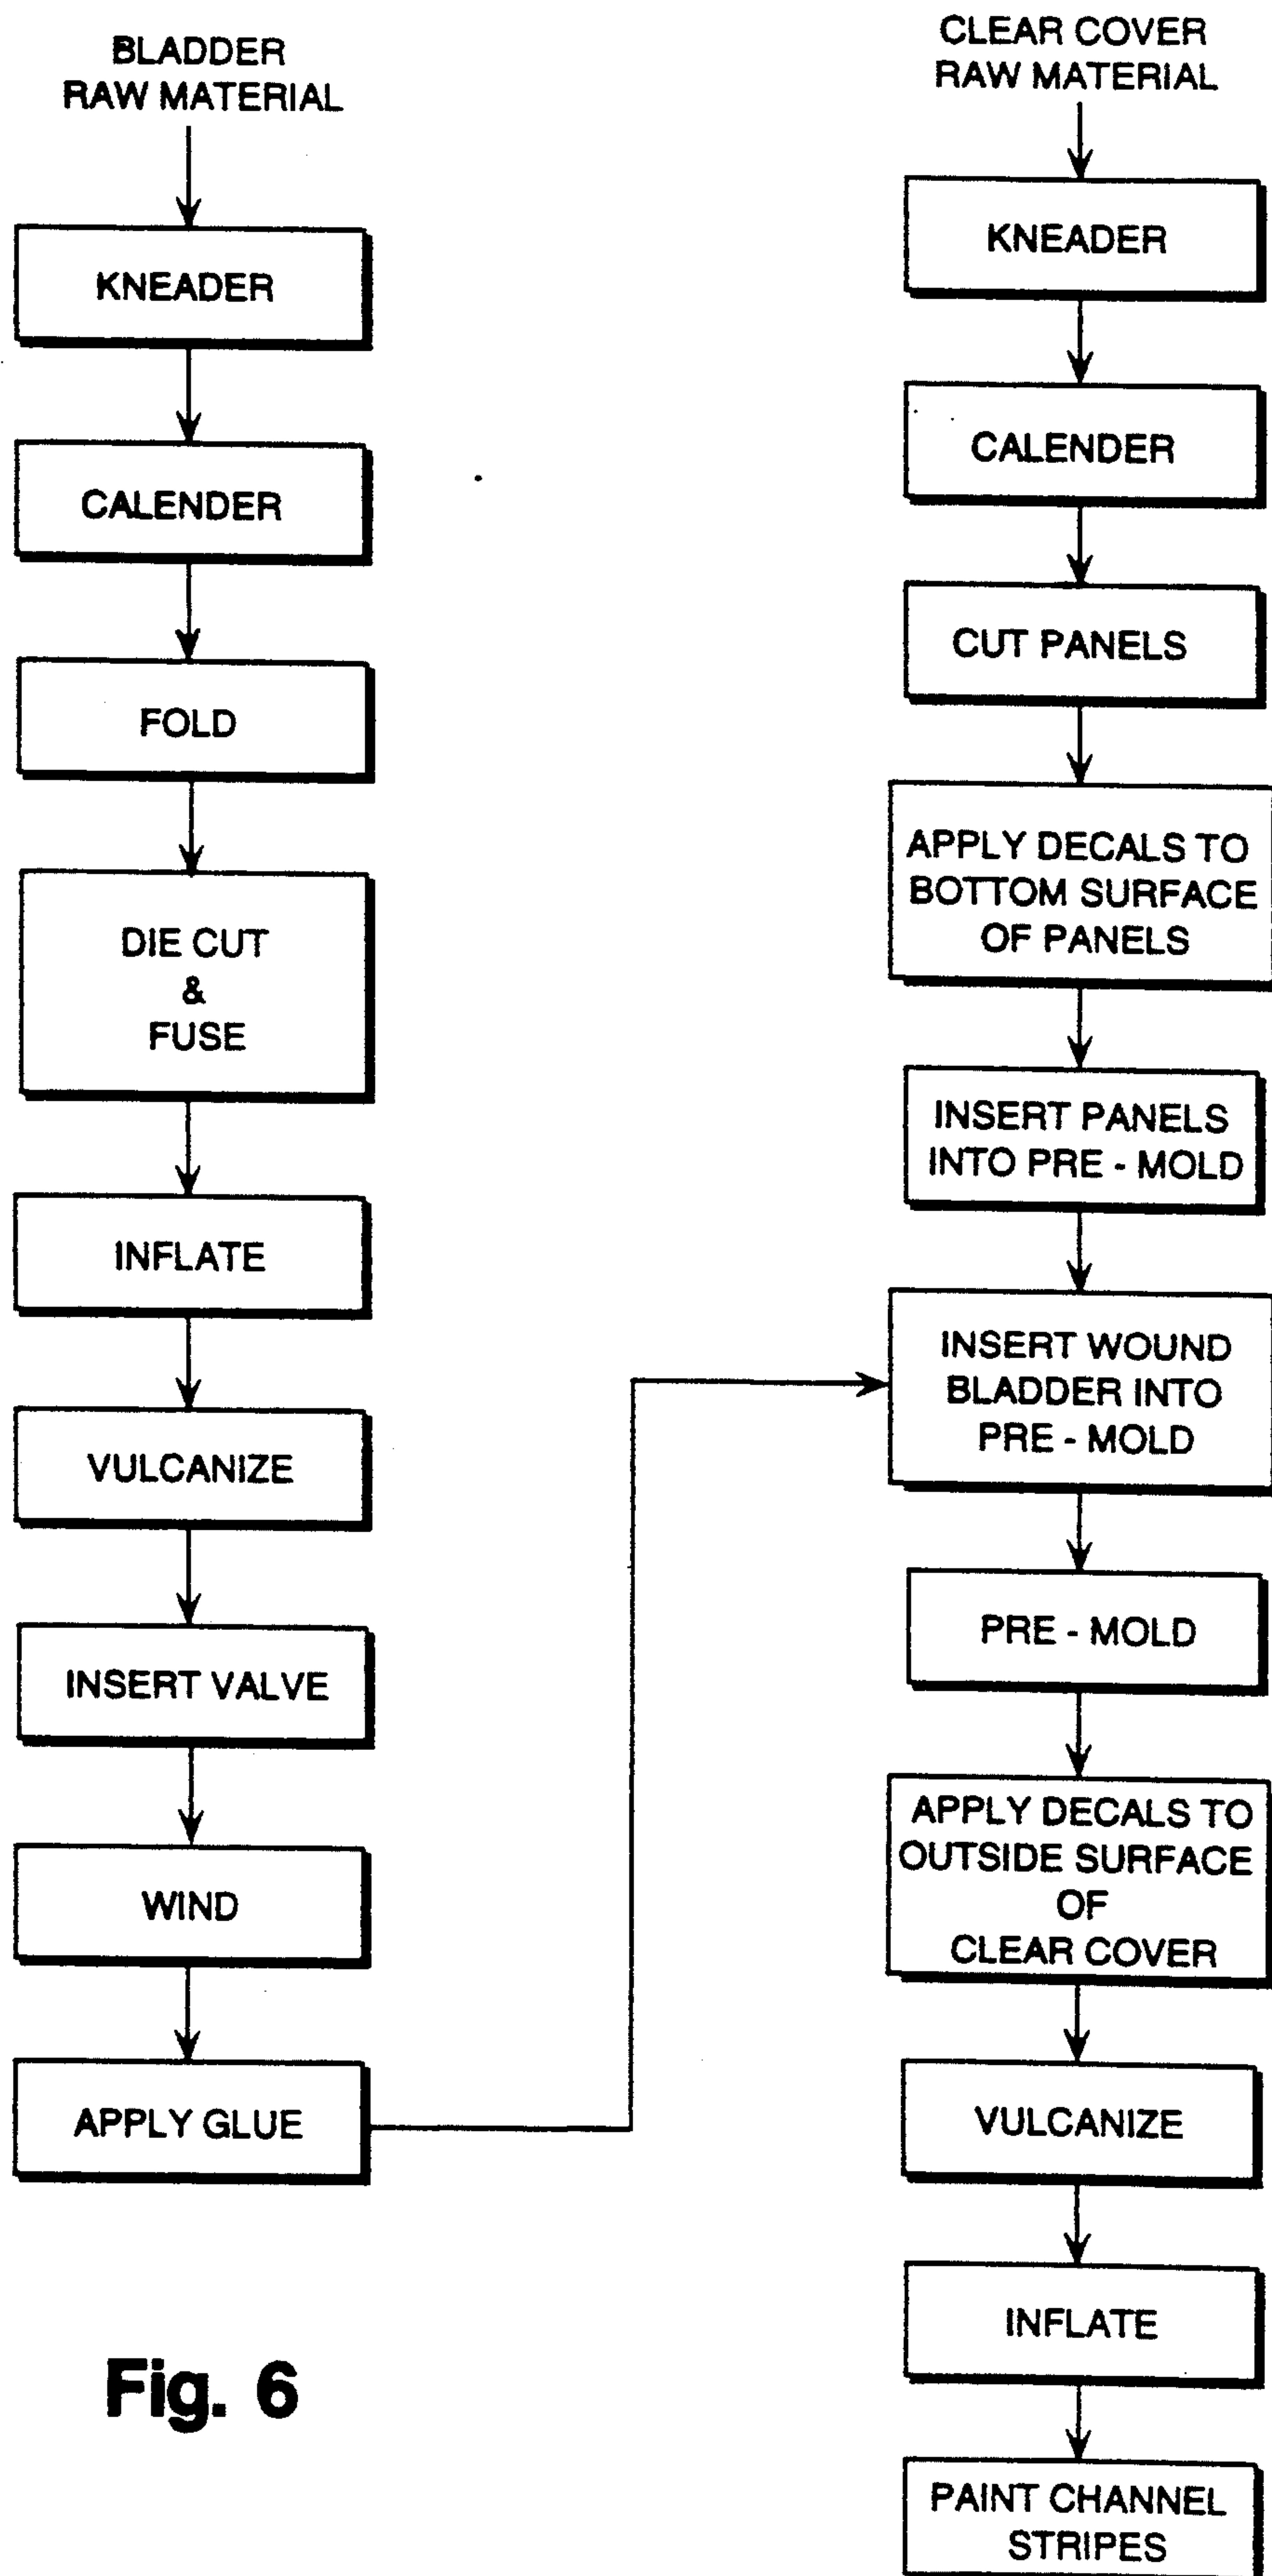 BLADDER
RAW MATERIAL
KNEADER
CALENDER
FOLD
DIE CUT
&
FUSE
INFLATE
VULCANIZE
INSERT VALVE
WIND
APPLY GLUE
CLEAR COVER
RAW MATERIAL
KNEADER
CALENDER
CUT PANELS
APPLY DECALS TO
BOTTOM SURFACE
OF PANELS
INSERT PANELS
INTO PRE - MOLD
INSERT WOUND
BLADDER INTO
PRE - MOLD
PRE - MOLD
APPLY DECALS TO
OUTSIDE SURFACE
OF
CLEAR COVER
VULCANIZE
INFLATE
PAINT CHANNEL
STRIPES
Fig. 6